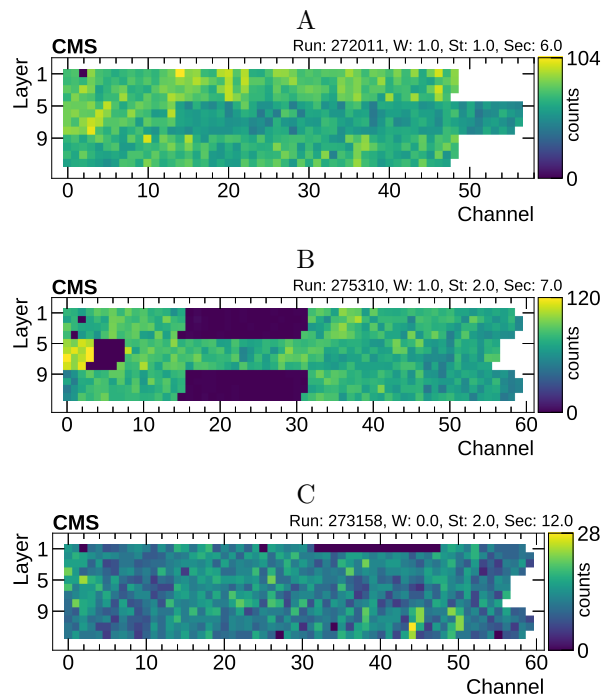 A
CMS Run: 272011, W: 1.0, St: 1.0, Sec: 6.0
Layer
1
5
9
0 10 20 30 40 50
Channel
104
counts
0
B
CMS Run: 275310, W: 1.0, St: 2.0, Sec: 7.0
Layer
1
5
9
0 10 20 30 40 50 60
Channel
120
counts
0
C
CMS Run: 273158, W: 0.0, St: 2.0, Sec: 12.0
Layer
1
5
9
0 10 20 30 40 50 60
Channel
28
counts
0